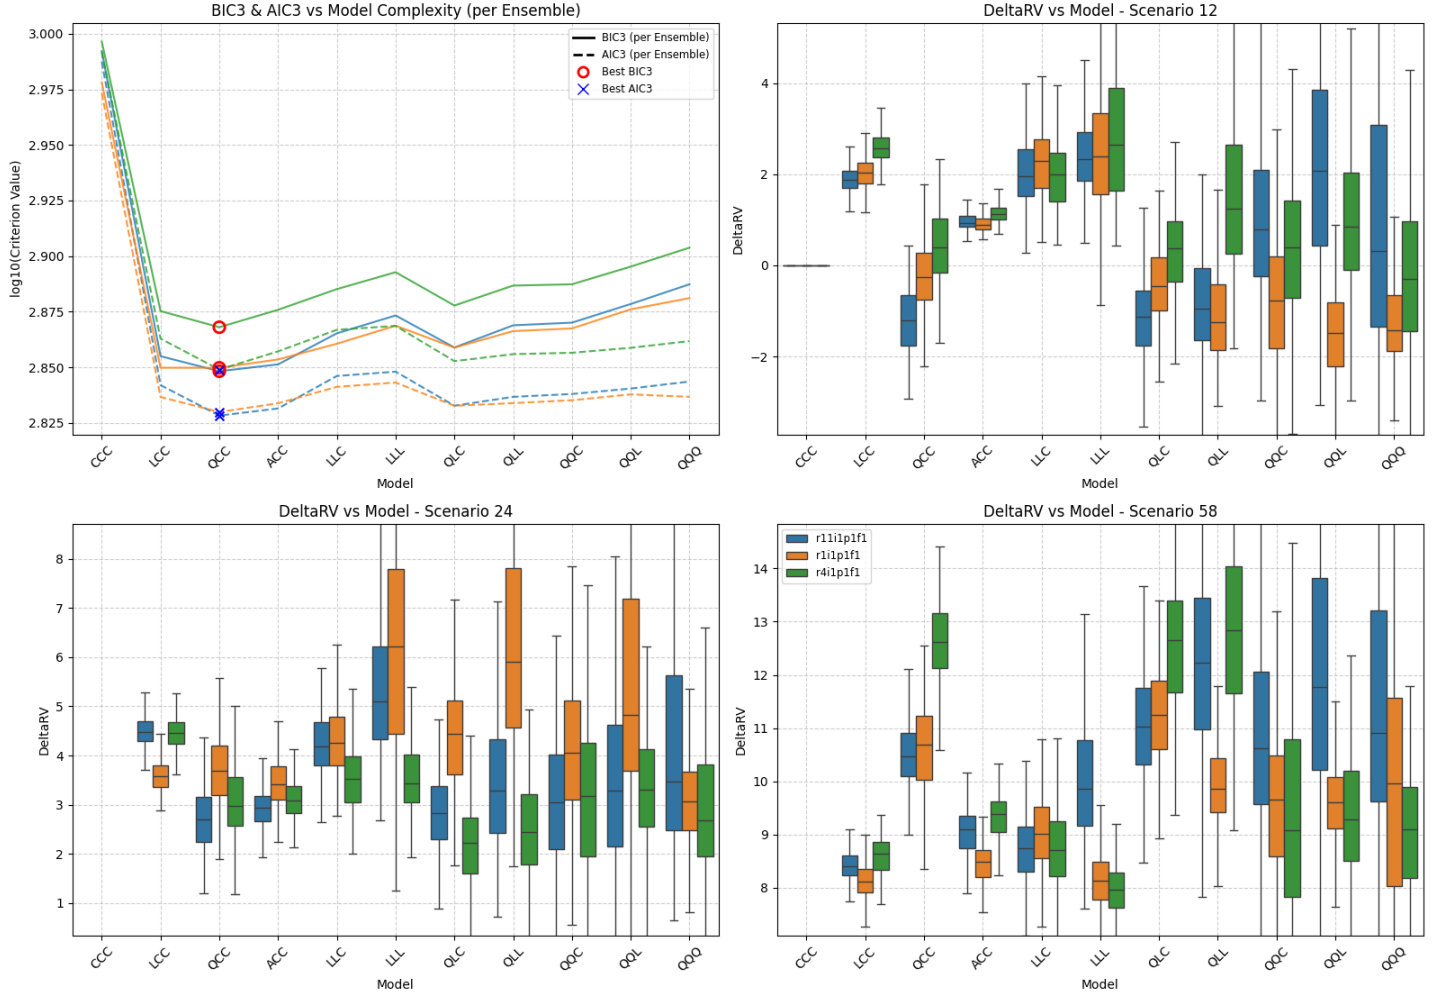 BIC3 & AIC3 vs Model Complexity (per Ensemble)
log10(Criterion Value)
3.000
2.975
2.950
2.925
2.900
2.875
2.850
2.825
BIC3 (per Ensemble)
AIC3 (per Ensemble)
Best BIC3
Best AIC3
CCC LCC QCC ACC LLC LLL QLC QLL QQC QQL QQQ
Model
DeltaRV vs Model - Scenario 12
DeltaRV
4
2
0
−2
CCC LCC QCC ACC LLC LLL QLC QLL QQC QQL QQQ
Model
DeltaRV vs Model - Scenario 24
DeltaRV
8
7
6
5
4
3
2
1
CCC LCC QCC ACC LLC LLL QLC QLL QQC QQL QQQ
Model
DeltaRV vs Model - Scenario 58
DeltaRV
14
13
12
11
10
9
8
r11i1p1f1
r1i1p1f1
r4i1p1f1
CCC LCC QCC ACC LLC LLL QLC QLL QQC QQL QQQ
Model